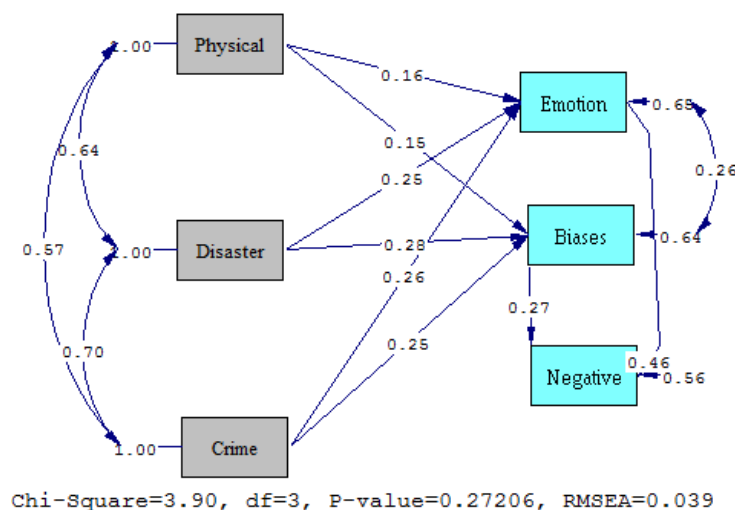 1.00
Physical
0.16
Emotion
0.68
0.15
0.64
0.25
0.26
1.00
Disaster
0.28
Biases
0.64
0.57
0.26
0.27
0.70
0.25
Negative
0.46
0.56
1.00
Crime
Chi-Square=3.90, df=3, P-value=0.27206, RMSEA=0.039